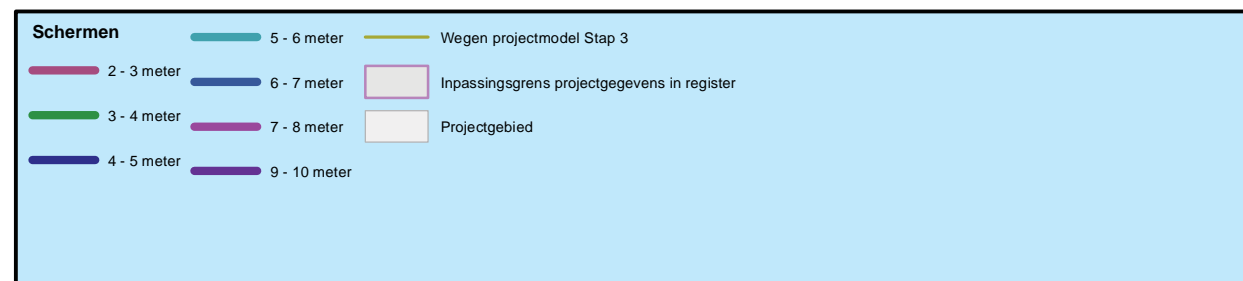 Schermen
2 - 3 meter
3 - 4 meter
4 - 5 meter
5 - 6 meter
6 - 7 meter
7 - 8 meter
9 - 10 meter
Wegen projectmodel Stap 3
Inpassingsgrens projectgegevens in register
Projectgebied